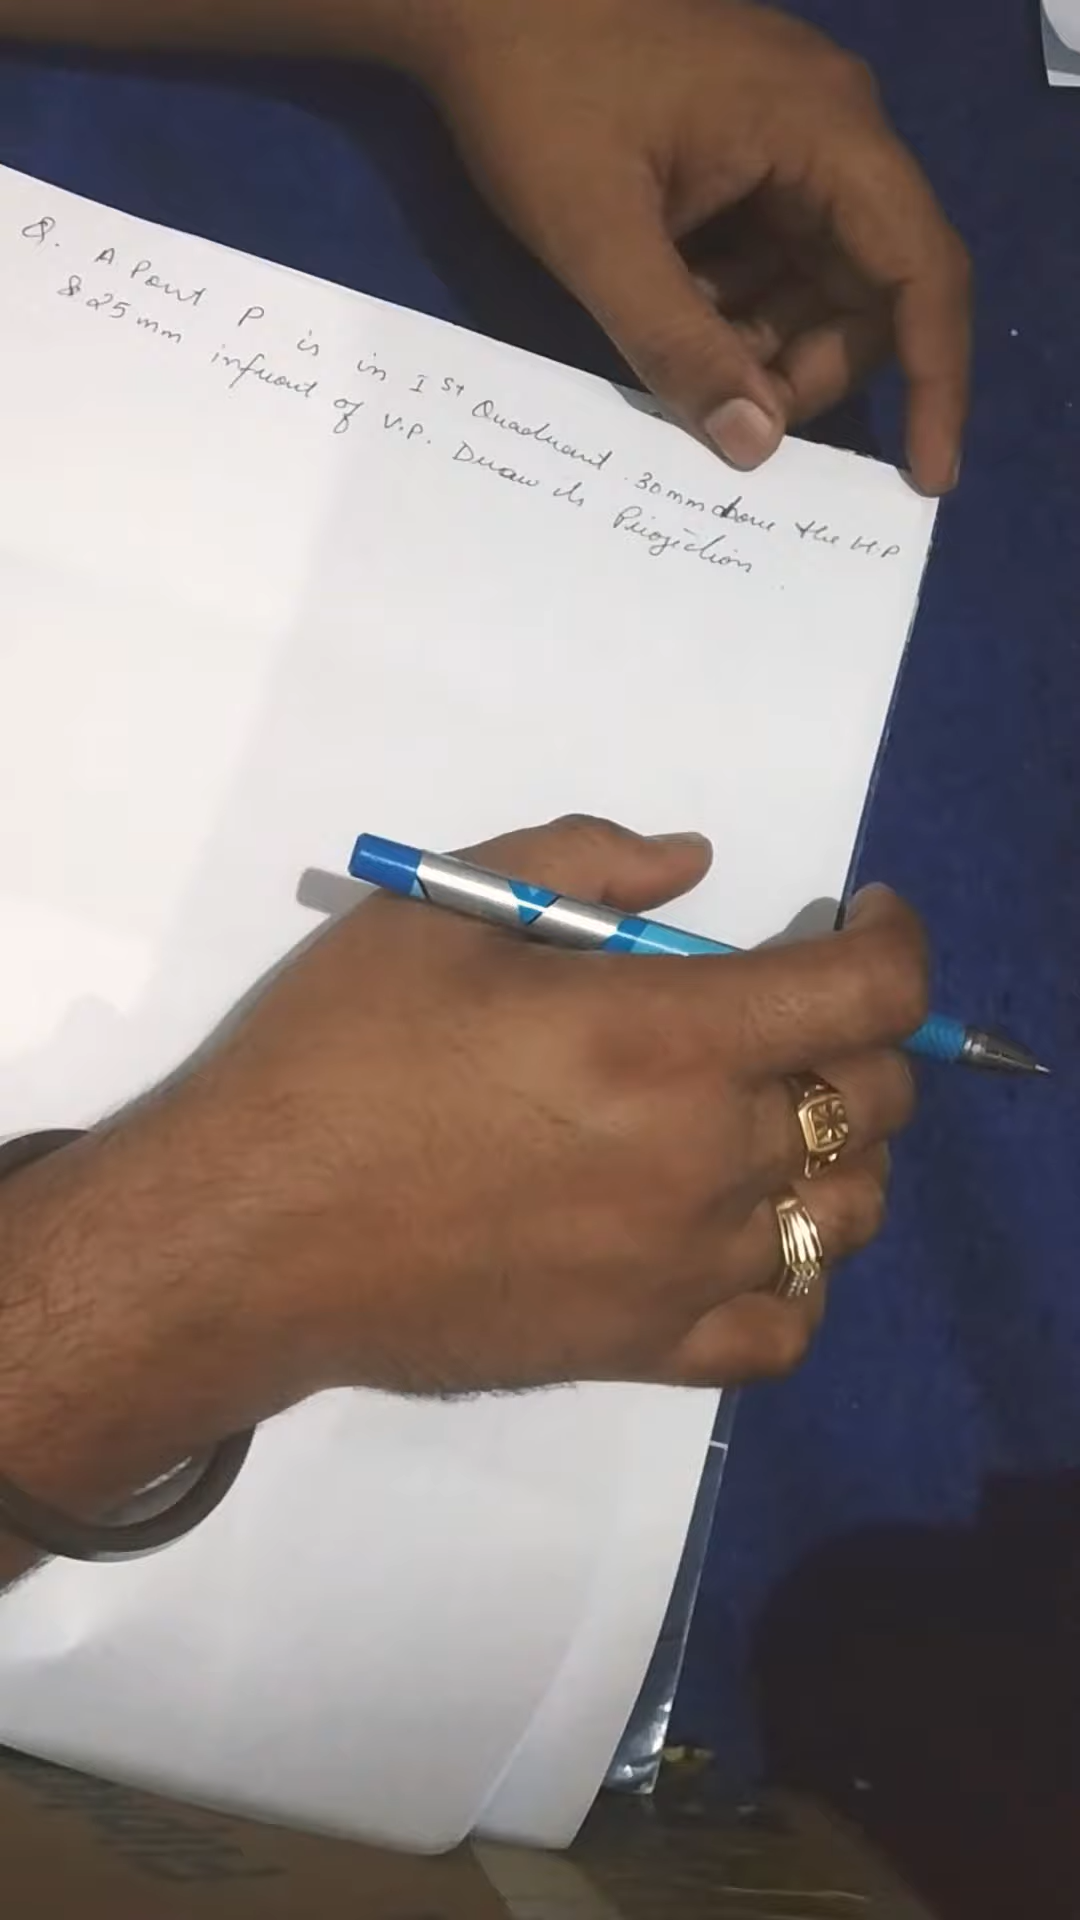 Q. A Point P is in Ist Quadrant. 30mm above the H.P
& 25mm infront of V.P. Draw its Projection.